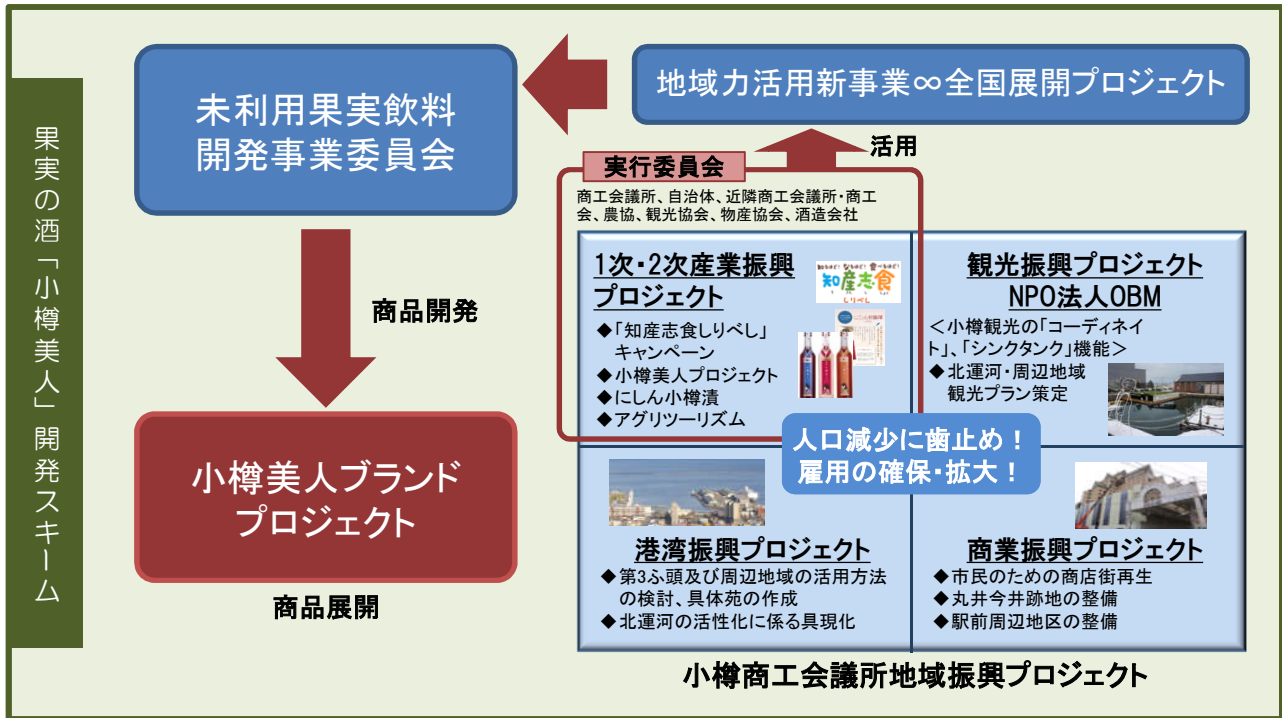 果実の酒「小樽美人」開発スキーム
未利用果実飲料
開発事業委員会
地域力活用新事業∞全国展開プロジェクト
活用
実行委員会
商工会議所、自治体、近隣商工会議所・商工
会、農協、観光協会、物産協会、酒造会社
商品開発
小樽美人ブランド
プロジェクト
商品展開
1次・2次産業振興
プロジェクト
知産志食
しりべし
◆「知産志食しりべし」
キャンペーン
◆小樽美人プロジェクト
◆にしん小樽漬
◆アグリツーリズム
観光振興プロジェクト
NPO法人OBM
<小樽観光の「コーディネイ
ト」、「シンクタンク」機能>
◆北運河・周辺地域
観光プラン策定
人口減少に歯止め！
雇用の確保・拡大！
港湾振興プロジェクト
◆第3ふ頭及び周辺地域の活用方法
の検討、具体苑の作成
◆北運河の活性化に係る具現化
商業振興プロジェクト
◆市民のための商店街再生
◆丸井今井跡地の整備
◆駅前周辺地区の整備
小樽商工会議所地域振興プロジェクト